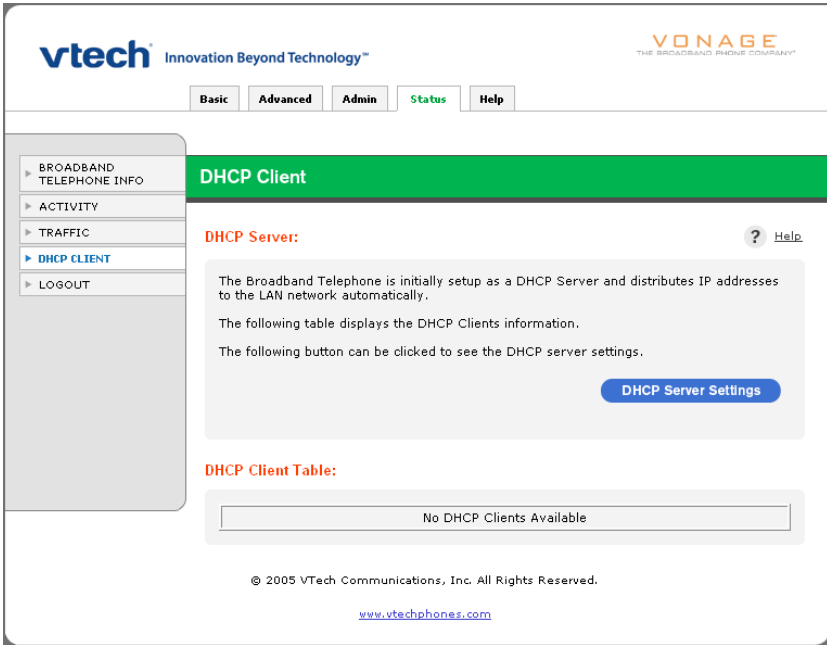 vtech Innovation Beyond Technology™
VONAGE
THE BROADBAND PHONE COMPANY™
Basic Advanced Admin Status Help
BROADBAND
TELEPHONE INFO
ACTIVITY
TRAFFIC
DHCP CLIENT
LOGOUT
DHCP Client
DHCP Server:
? Help
The Broadband Telephone is initially setup as a DHCP Server and distributes IP addresses
to the LAN network automatically.
The following table displays the DHCP Clients information.
The following button can be clicked to see the DHCP server settings.
DHCP Server Settings
DHCP Client Table:
No DHCP Clients Available
© 2005 VTech Communications, Inc. All Rights Reserved.
www.vtechphones.com